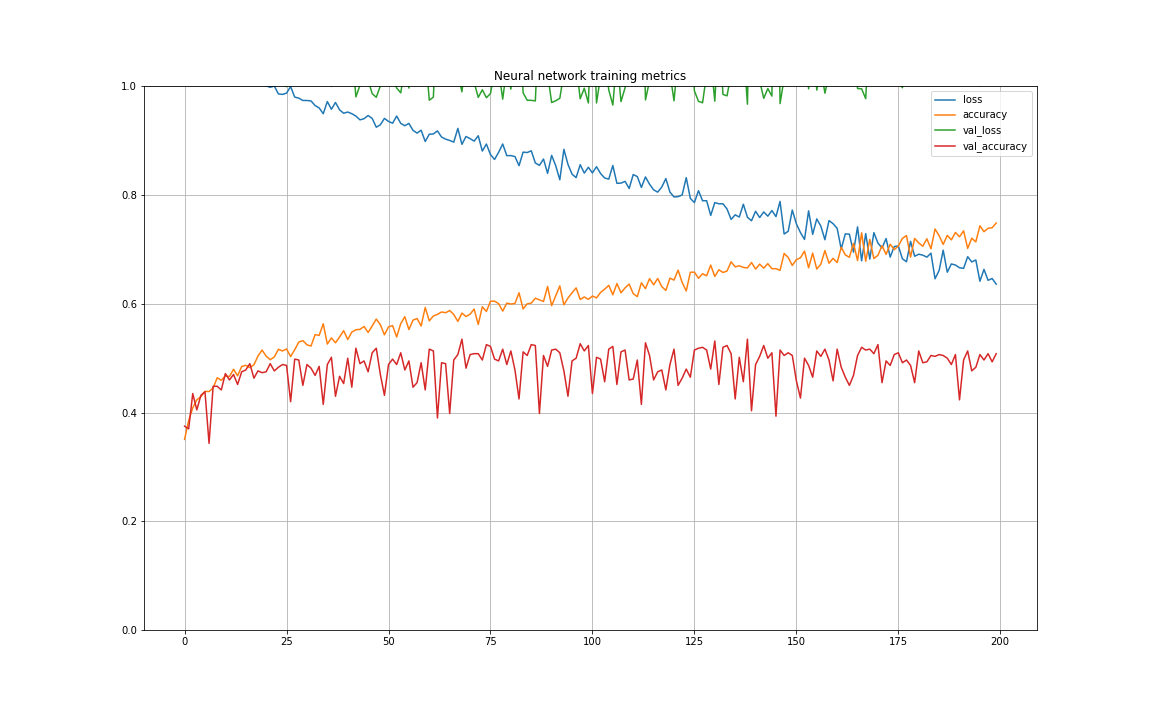 Neural network training metrics
1.0
0.8
0.6
0.4
0.2
0.0
loss
accuracy
val_loss
val_accuracy
0 25 50 75 100 125 150 175 200